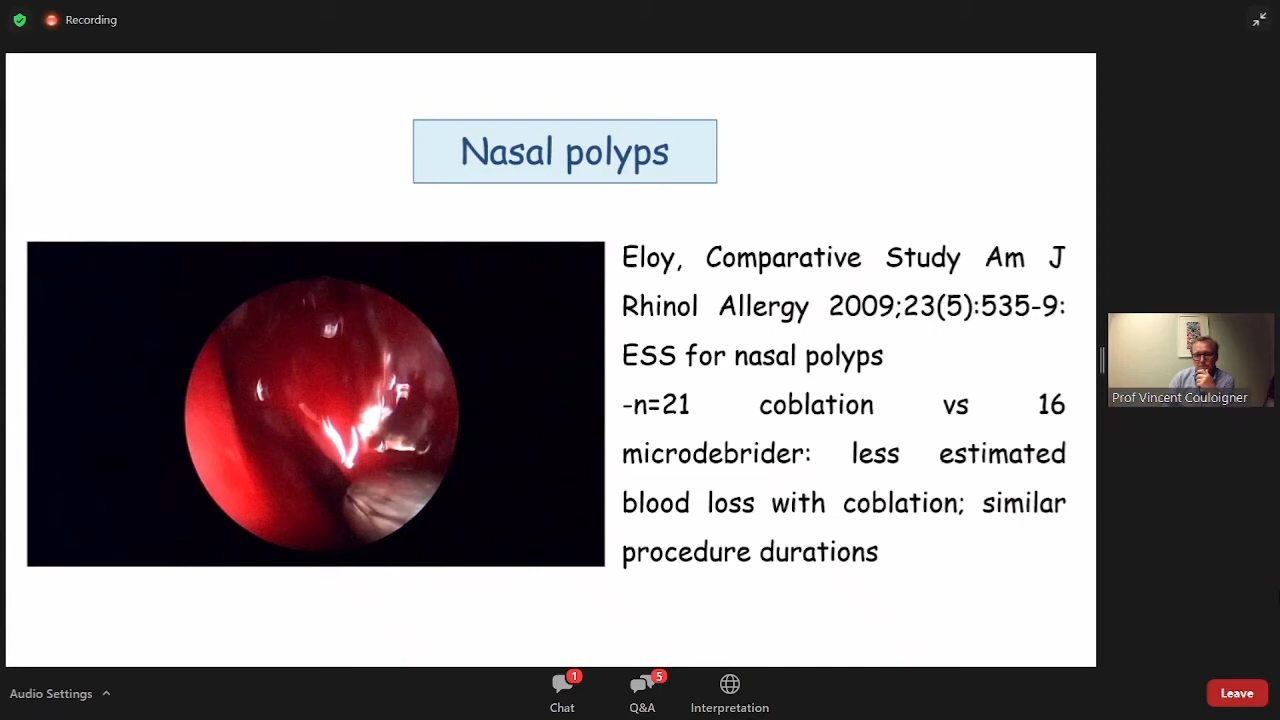 Recording
Nasal polyps
Eloy, Comparative Study Am J
Rhinol Allergy 2009;23(5):535-9:
ESS for nasal polyps
-n=21 coblation vs 16
microdebrider: less estimated
blood loss with coblation; similar
procedure durations
Prof Vincent Couloigner
Audio Settings
1
Chat
5
Q&A
Interpretation
Leave